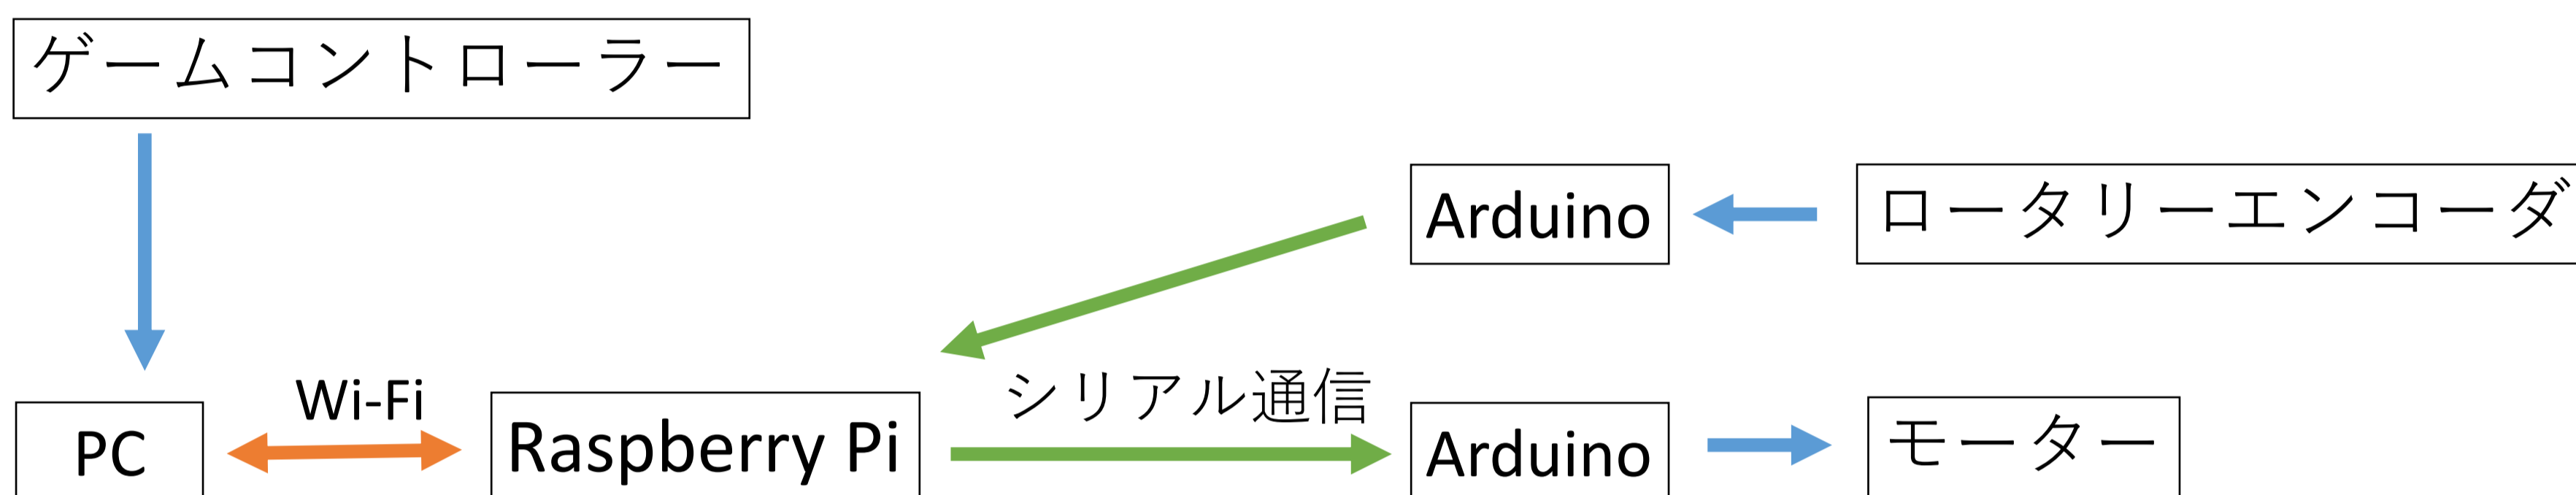 ゲームコントローラー
Arduino
ロータリーエンコーダ
Wi-Fi
シリアル通信
PC
Raspberry Pi
Arduino
モーター